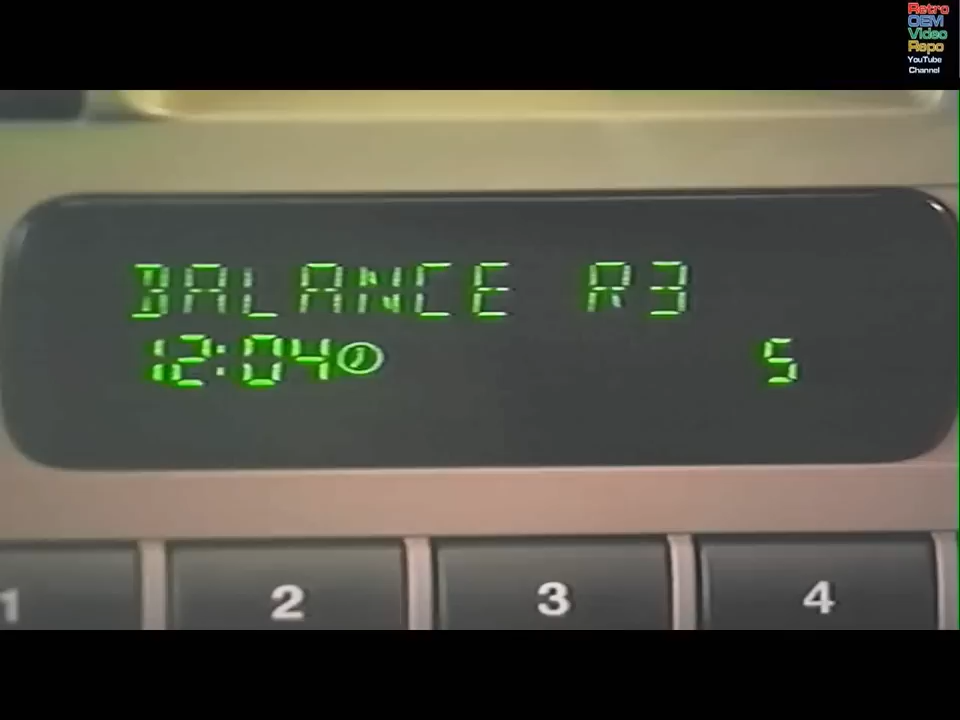 Retro
OEM
Video
Repo
YouTube
Channel
BALANCE R3
12:04 5
1 2 3 4